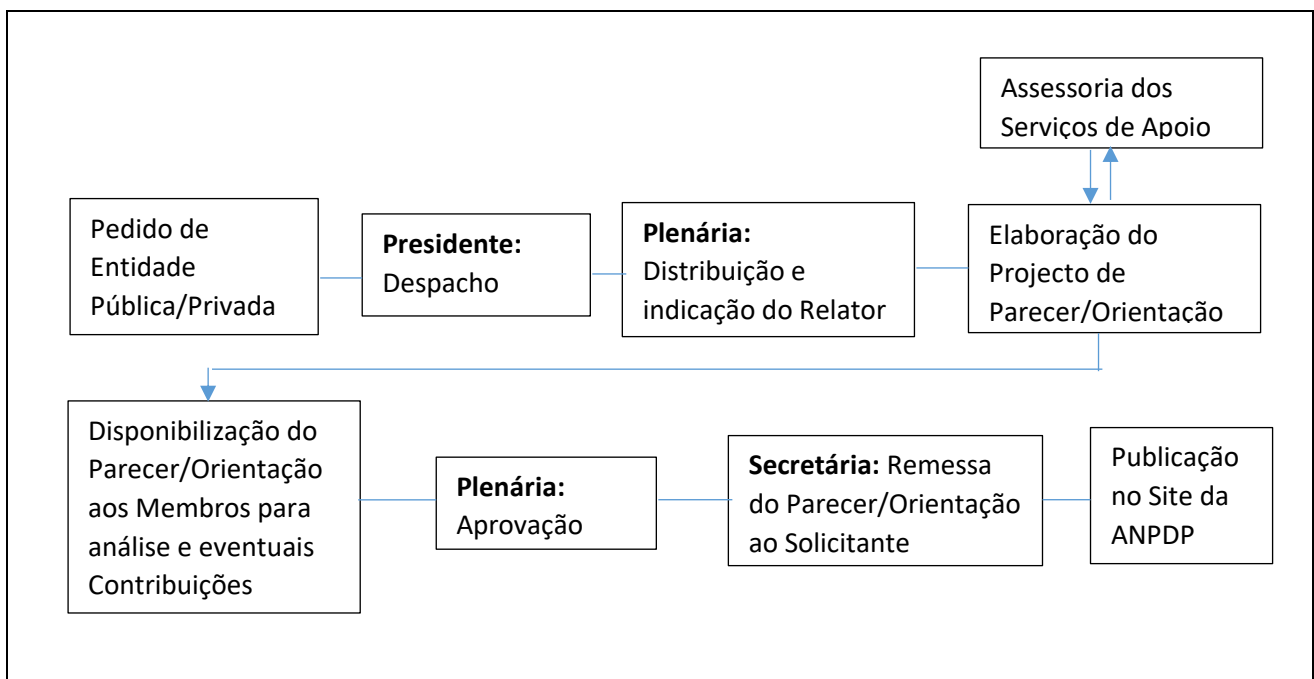 Assessoria dos
Serviços de Apoio
Pedido de
Entidade
Pública/Privada
Presidente:
Despacho
Plenária:
Distribuição e
indicação do Relator
Elaboração do
Projecto de
Parecer/Orientação
Disponibilização do
Parecer/Orientação
aos Membros para
análise e eventuais
Contribuições
Plenária:
Aprovação
Secretária: Remessa
do Parecer/Orientação
ao Solicitante
Publicação
no Site da
ANPDP